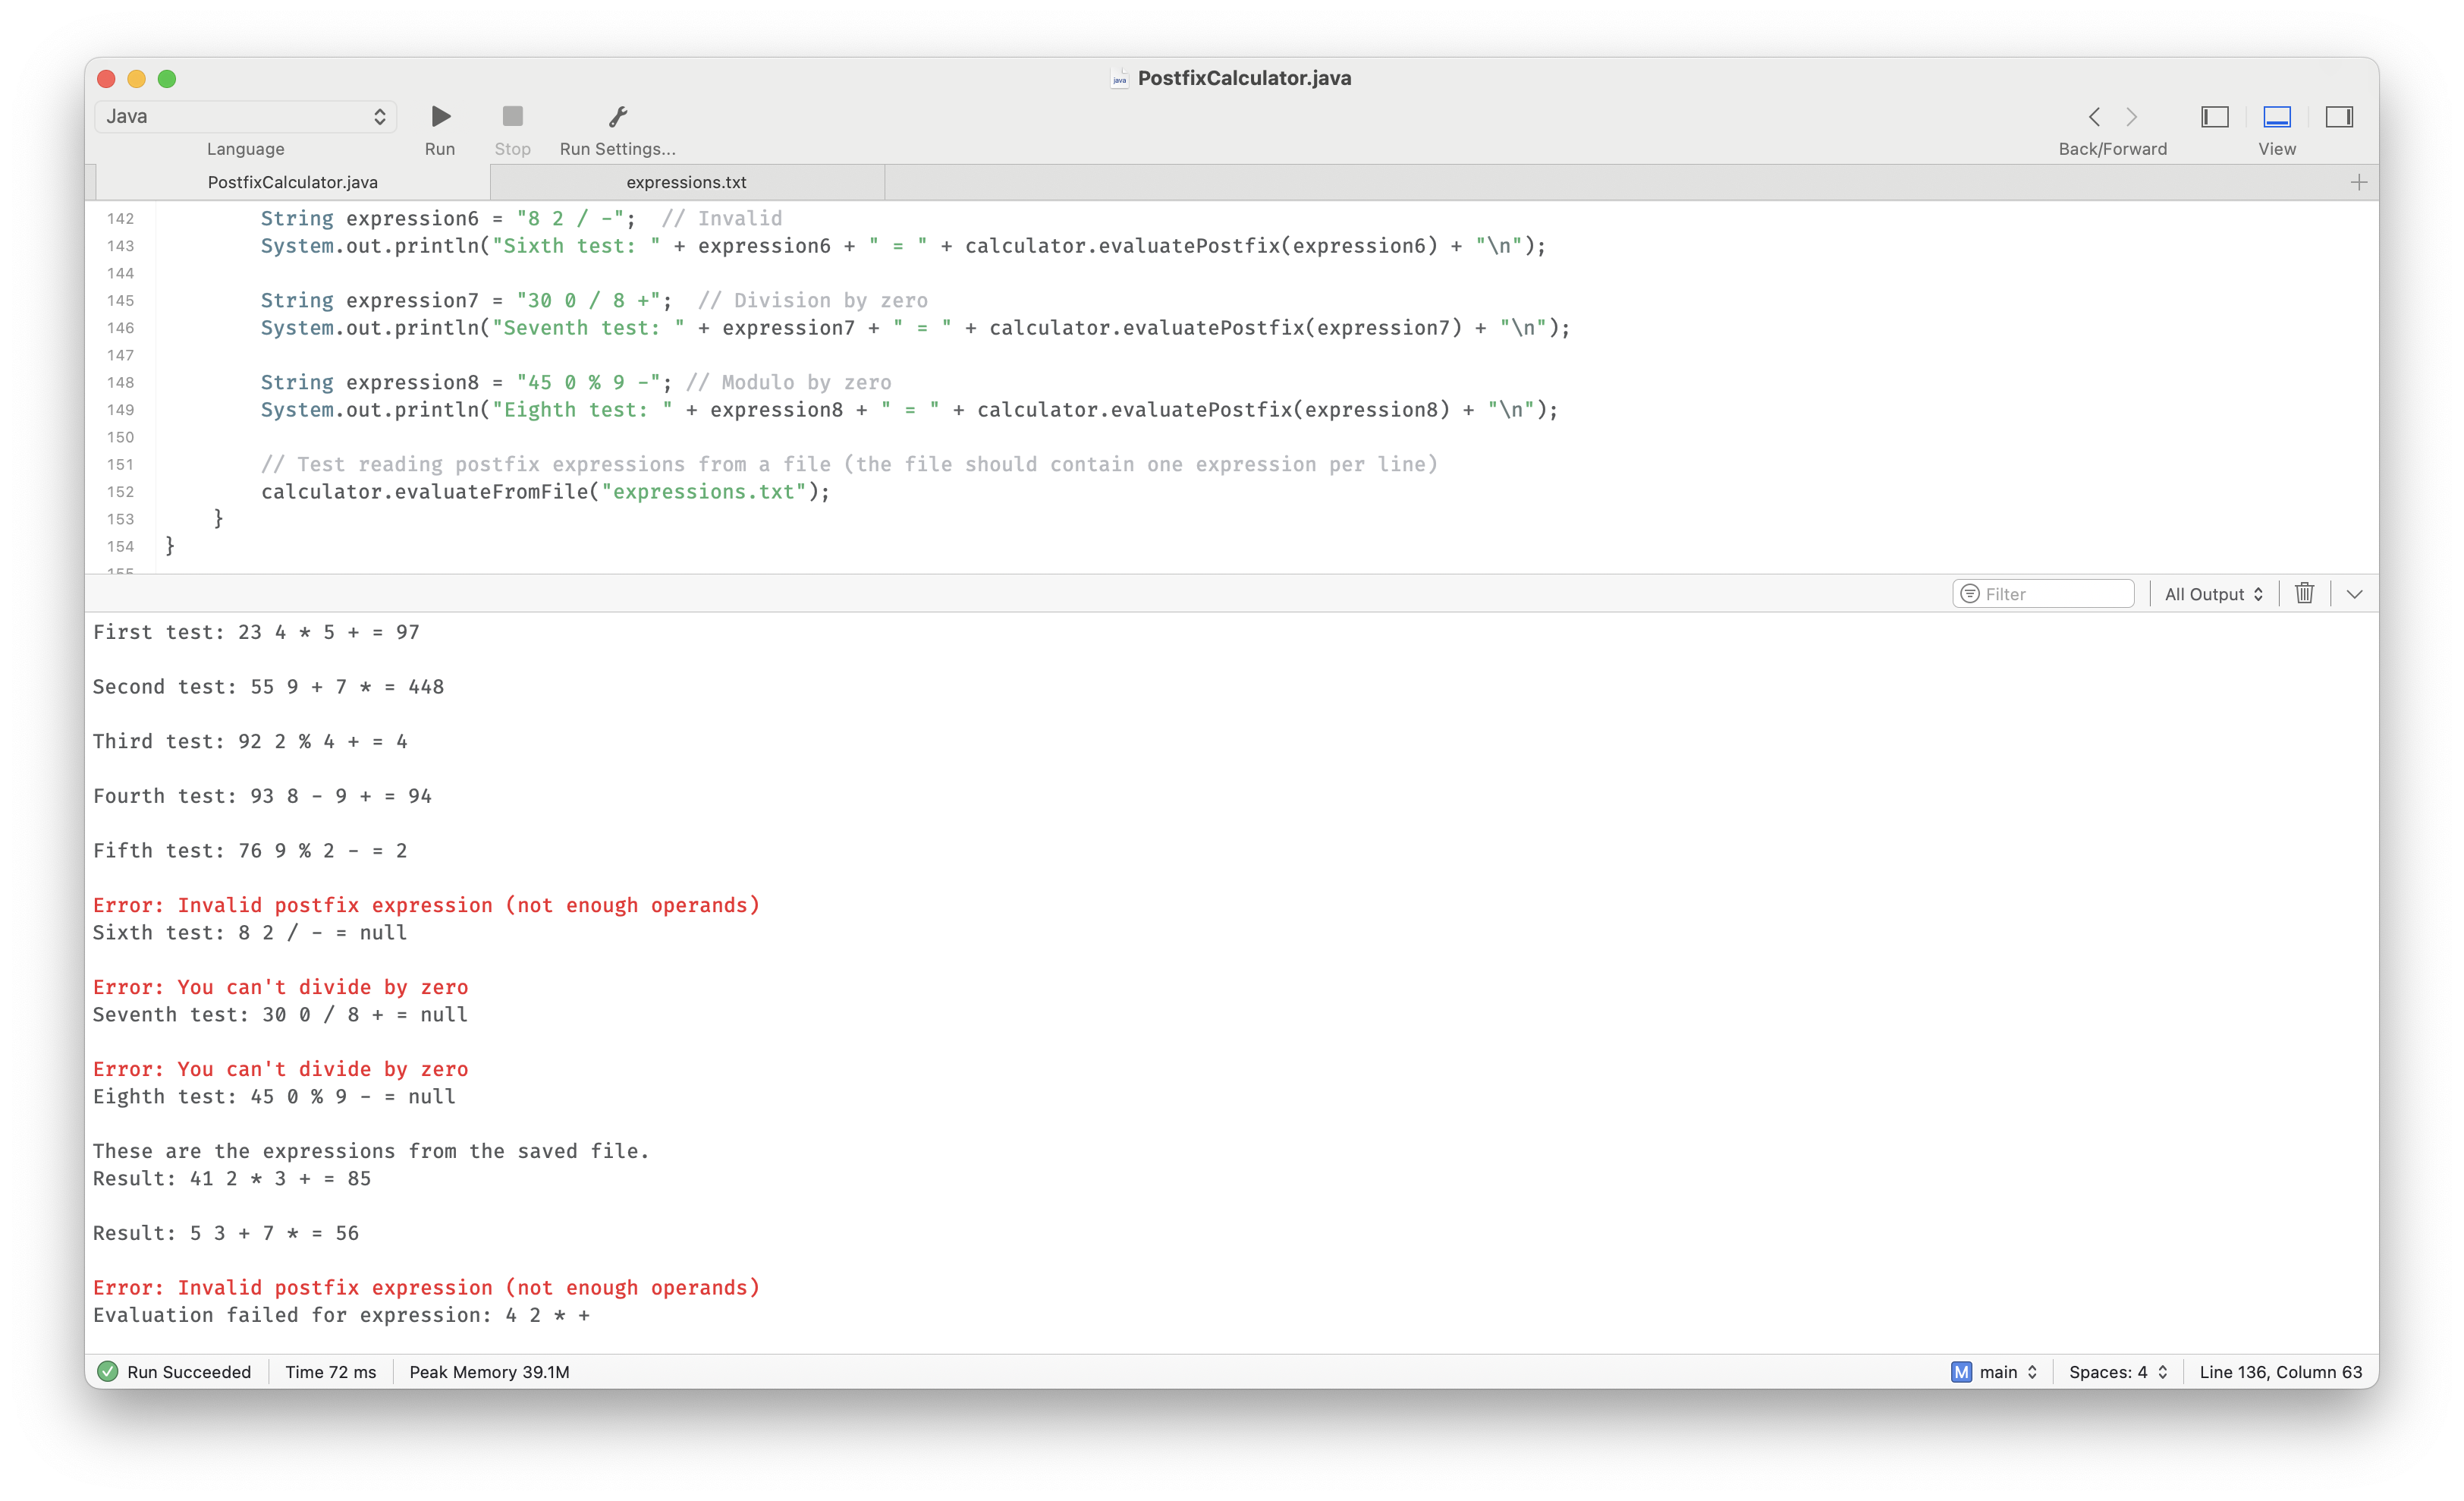 java PostfixCalculator.java
Java
Language Run Stop Run Settings... Back/Forward View
PostfixCalculator.java expressions.txt
142 String expression6 = "8 2 / -";  // Invalid
143 System.out.println("Sixth test: " + expression6 + " = " + calculator.evaluatePostfix(expression6) + "\n");
144
145 String expression7 = "30 0 / 8 +";  // Division by zero
146 System.out.println("Seventh test: " + expression7 + " = " + calculator.evaluatePostfix(expression7) + "\n");
147
148 String expression8 = "45 0 % 9 -"; // Modulo by zero
149 System.out.println("Eighth test: " + expression8 + " = " + calculator.evaluatePostfix(expression8) + "\n");
150
151 // Test reading postfix expressions from a file (the file should contain one expression per line)
152 calculator.evaluateFromFile("expressions.txt");
153 }
154 }
155
Filter All Output
First test: 23 4 * 5 + = 97
Second test: 55 9 + 7 * = 448
Third test: 92 2 % 4 + = 4
Fourth test: 93 8 - 9 + = 94
Fifth test: 76 9 % 2 - = 2
Error: Invalid postfix expression (not enough operands)
Sixth test: 8 2 / - = null
Error: You can't divide by zero
Seventh test: 30 0 / 8 + = null
Error: You can't divide by zero
Eighth test: 45 0 % 9 - = null
These are the expressions from the saved file.
Result: 41 2 * 3 + = 85
Result: 5 3 + 7 * = 56
Error: Invalid postfix expression (not enough operands)
Evaluation failed for expression: 4 2 * +
Run Succeeded Time 72 ms Peak Memory 39.1M M main Spaces: 4 Line 136, Column 63